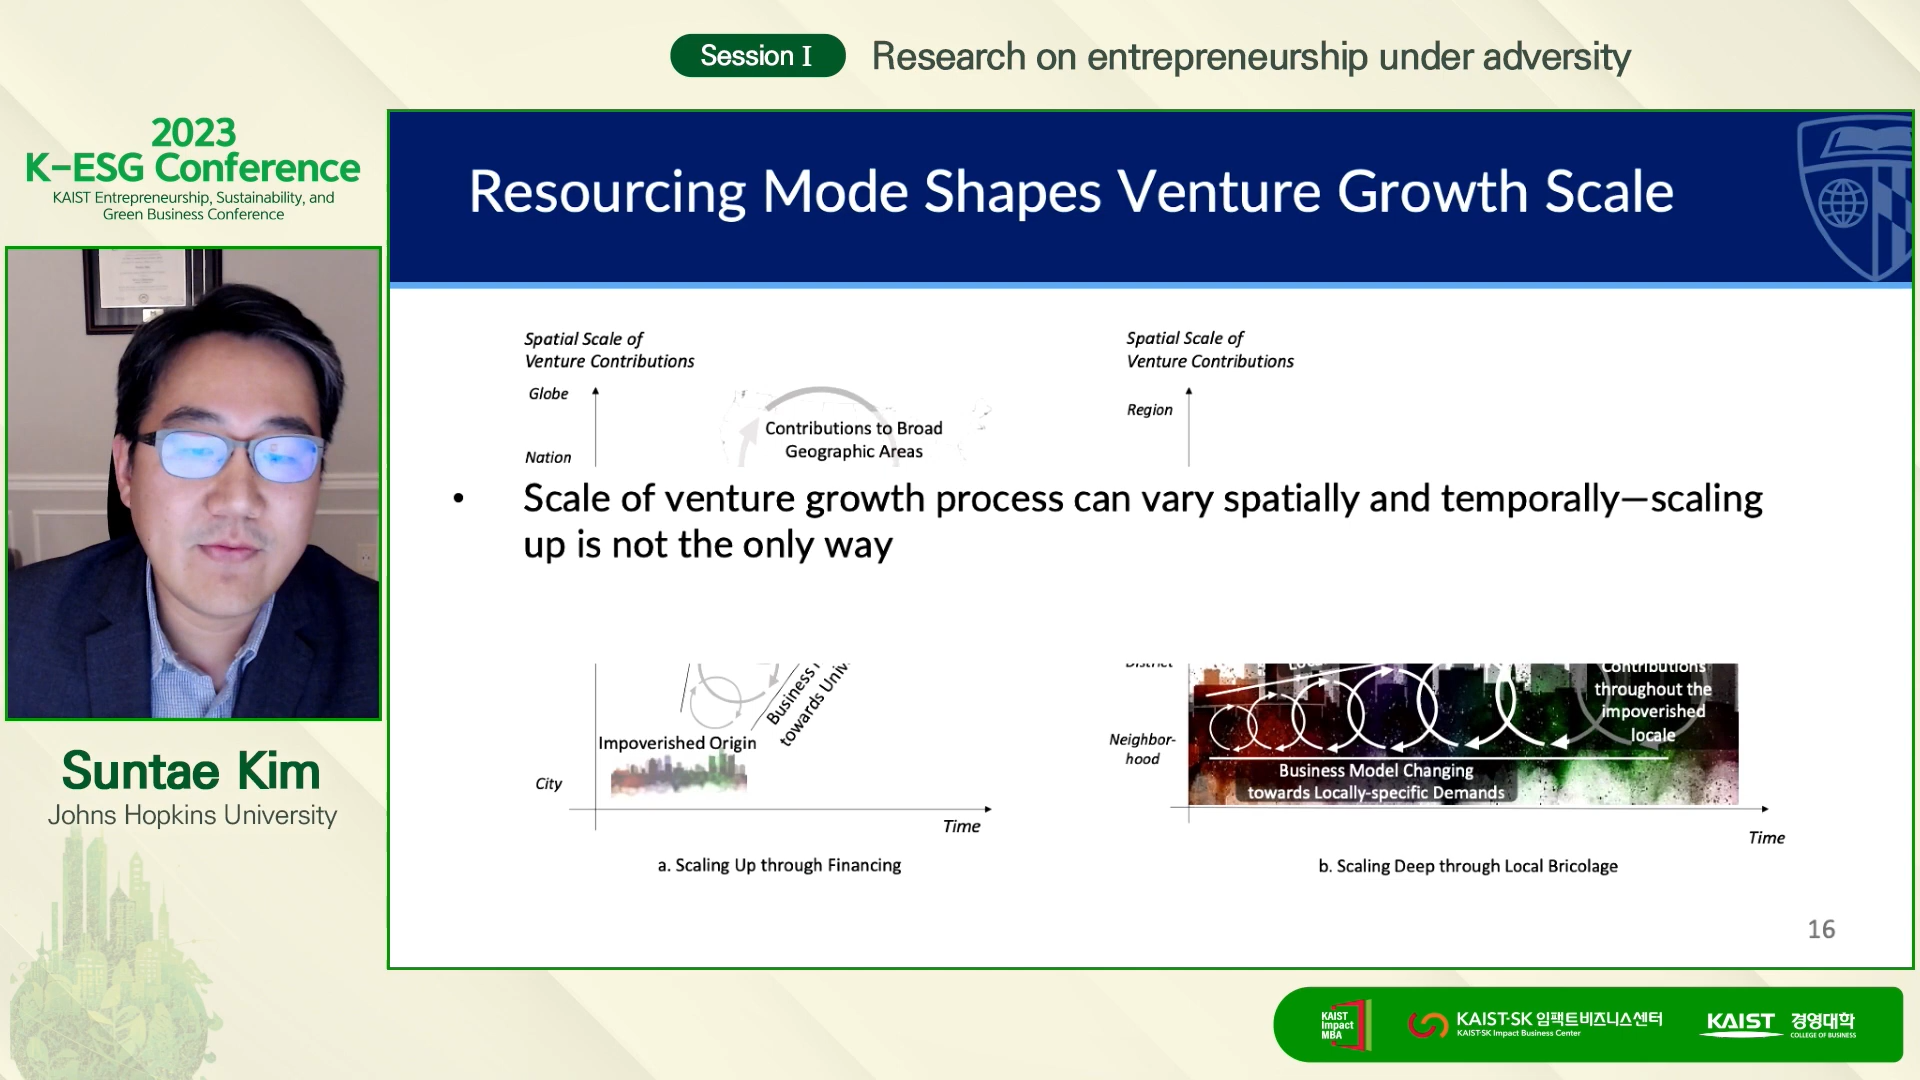 Session I
Research on entrepreneurship under adversity
2023
K-ESG Conference
KAIST Entrepreneurship, Sustainability, and
Green Business Conference
Suntae Kim
Johns Hopkins University
Resourcing Mode Shapes Venture Growth Scale
Spatial Scale of
Venture Contributions
Globe
Nation
Contributions to Broad
Geographic Areas
Spatial Scale of
Venture Contributions
Region
• Scale of venture growth process can vary spatially and temporally—scaling
up is not the only way
Business
towards
Impoverished Origin
City
Time
a. Scaling Up through Financing
District
Contributions
throughout the
impoverished
locale
Neighbor-
hood
Business Model Changing
towards Locally-specific Demands
Time
b. Scaling Deep through Local Bricolage
16
KAIST
Impact
MBA
KAIST-SK 임팩트비즈니스센터
KAIST-SK Impact Business Center
KAIST 경영대학
COLLEGE OF BUSINESS